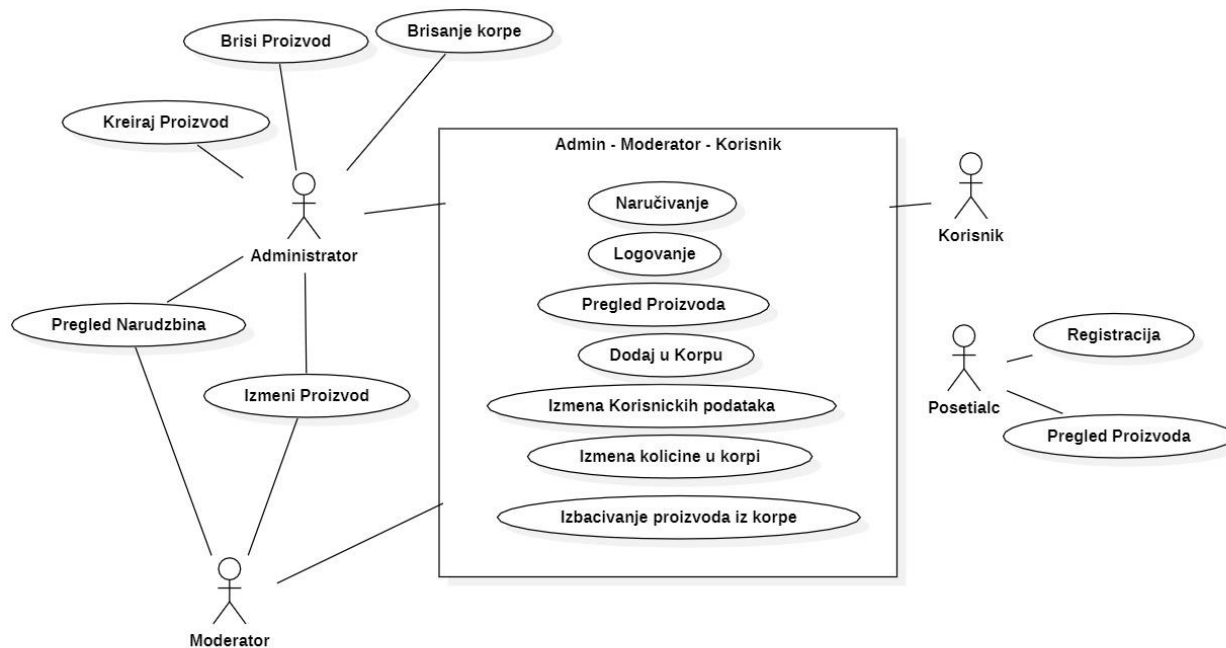 Brisi Proizvod
Brisanje korpe
Kreiraj Proizvod
Administrator
Pregled Narudzbina
Izmeni Proizvod
Moderator
Admin - Moderator - Korisnik
Naručivanje
Logovanje
Pregled Proizvoda
Dodaj u Korpu
Izmena Korisnickih podataka
Izmena kolicine u korpi
Izbacivanje proizvoda iz korpe
Korisnik
Posetialc
Registracija
Pregled Proizvoda